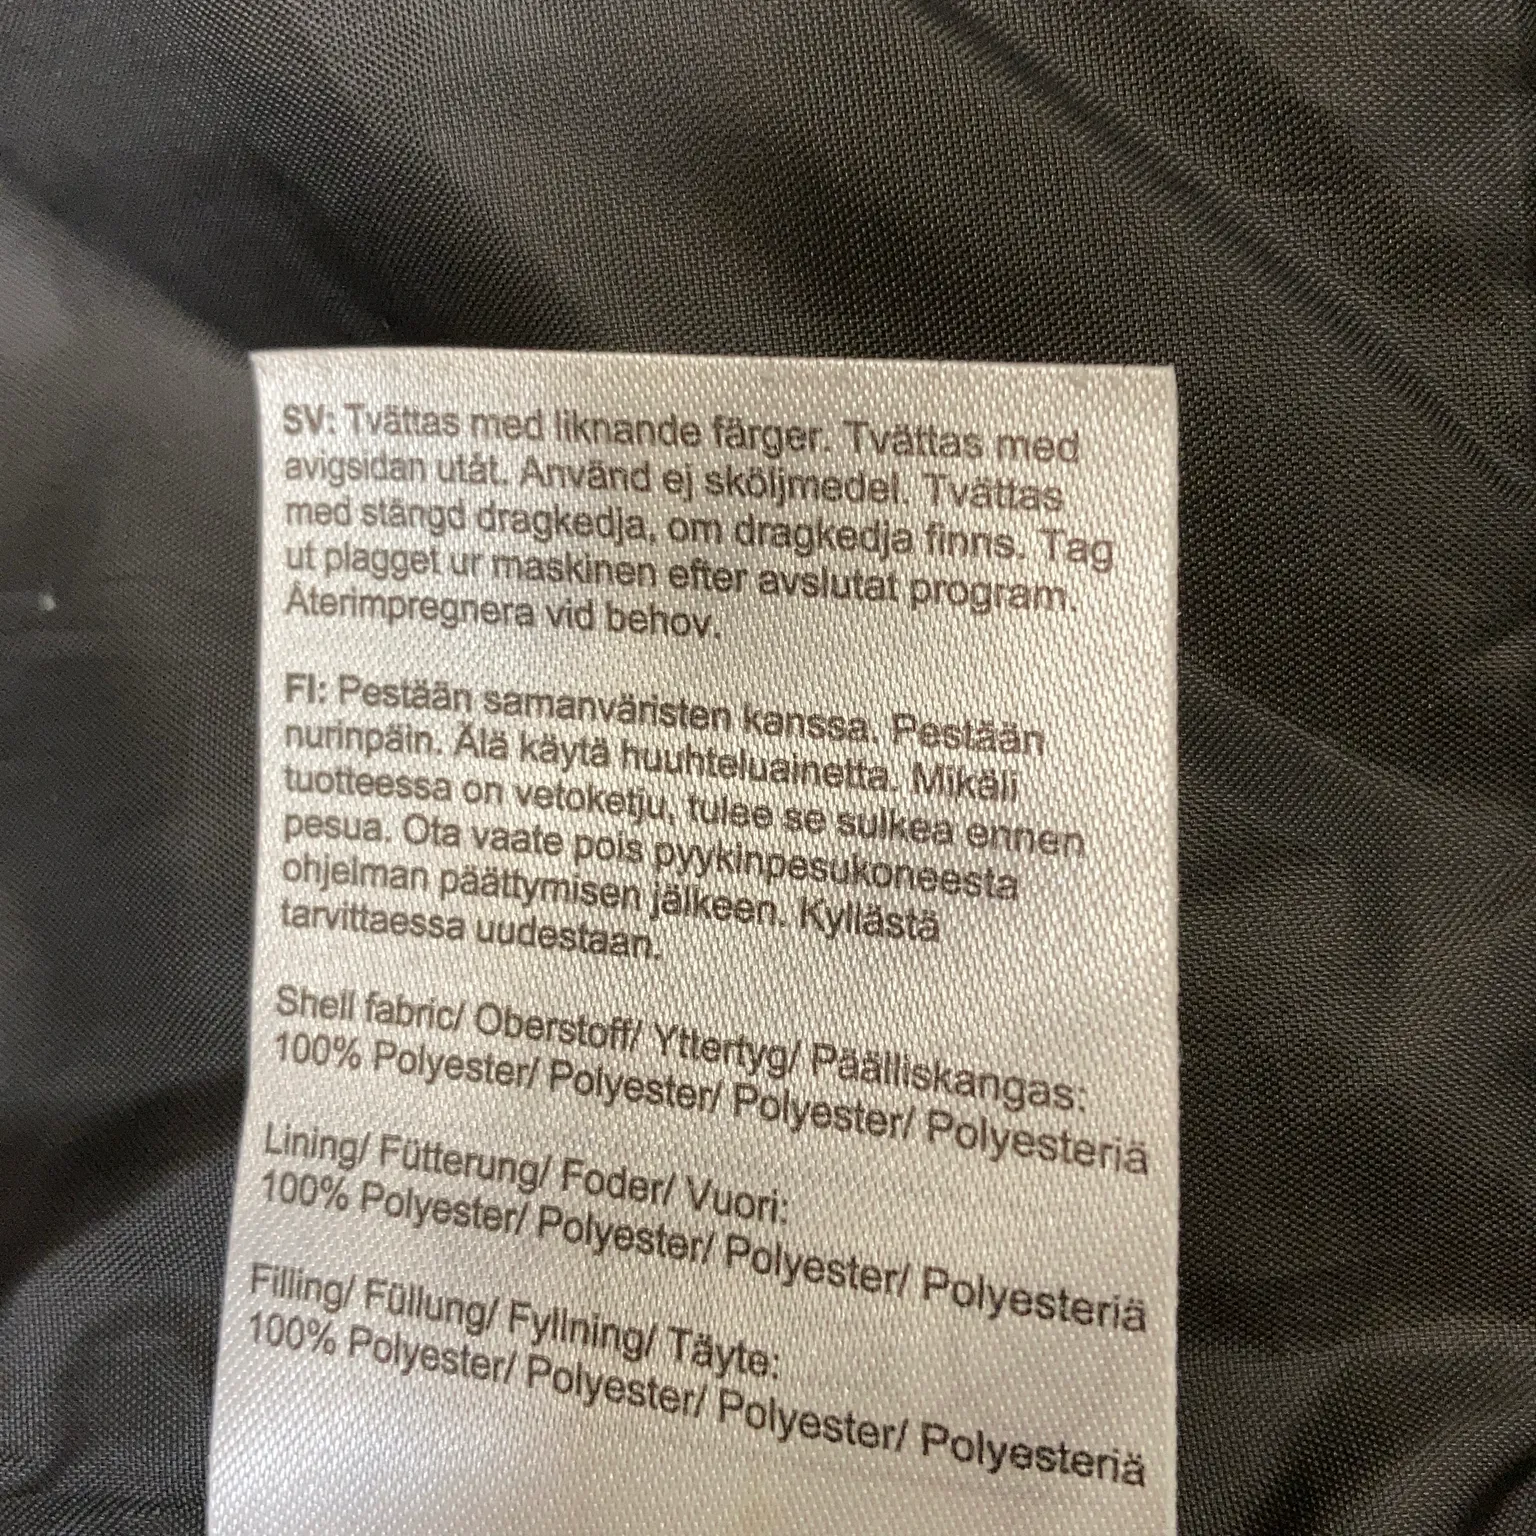 SV: Tvättas med liknande färger. Tvättas med
avigsidan utåt. Använd ej sköljmedel. Tvättas
med stängd dragkedja, om dragkedja finns. Tag
ut plagget ur maskinen efter avslutat program.
Återimpregnera vid behov.
FI: Pestään samanväristen kanssa. Pestään
nurinpäin. Älä käytä huuhteluainetta. Mikäli
tuotteessa on vetoketju, tulee se sulkea ennen
pesua. Ota vaate pois pyykinpesukoneesta
ohjelman päättymisen jälkeen. Kyllästä
tarvittaessa uudestaan.
Shell fabric/ Oberstoff/ Yttertyg/ Päälliskangas:
100% Polyester/ Polyester/ Polyester/ Polyesteriä
Lining/ Fütterung/ Foder/ Vuori:
100% Polyester/ Polyester/ Polyester/ Polyesteriä
Filling/ Füllung/ Fyllning/ Täyte:
100% Polyester/ Polyester/ Polyester/ Polyesteriä